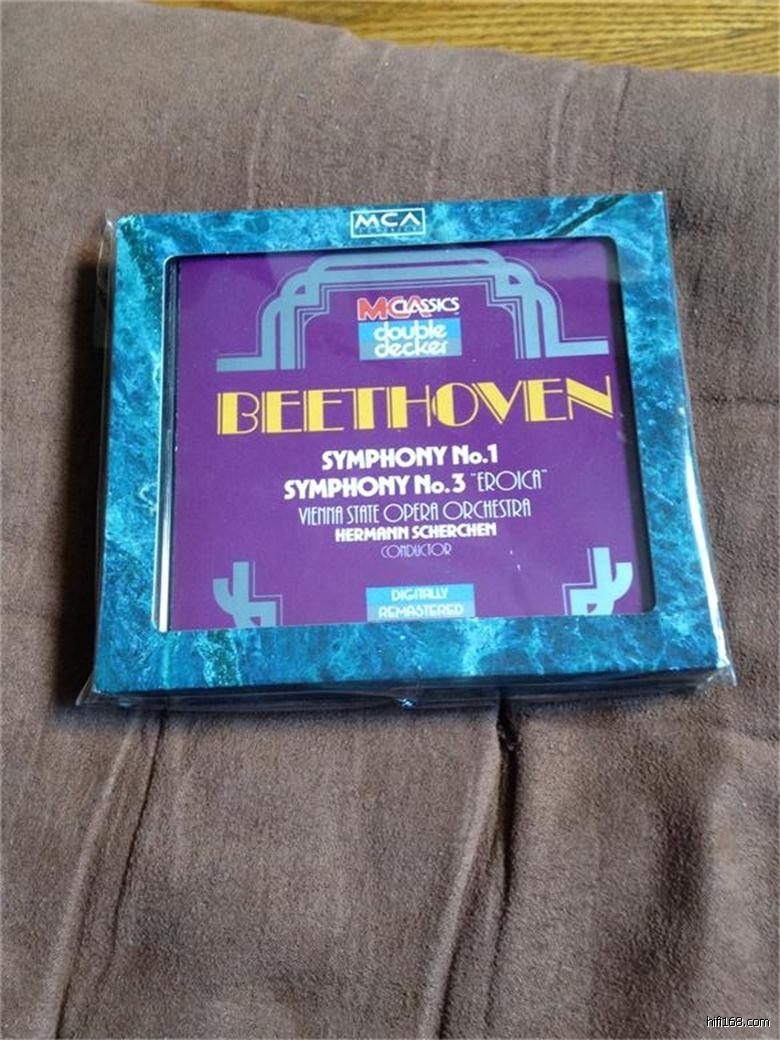 MCA
MCA CLASSICS
double
decker
BEETHOVEN
SYMPHONY No.1
SYMPHONY No.3 "EROICA"
VIENNA STATE OPERA ORCHESTRA
HERMANN SCHERCHEN
CONDUCTOR
DIGITALLY
REMASTERED
hifi168.com